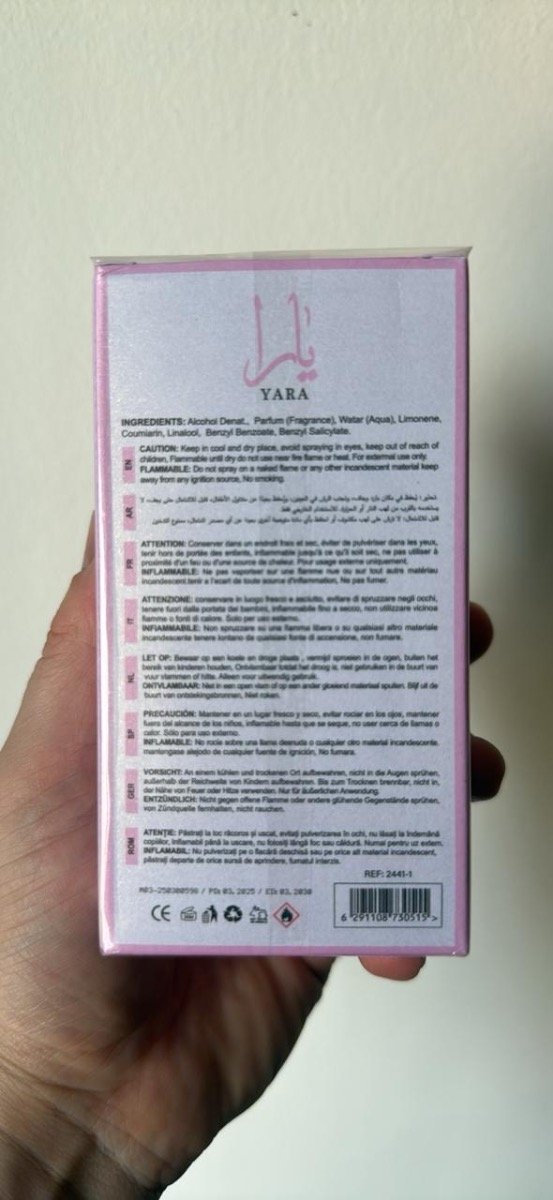 يارا
YARA
INGREDIENTS: Alcohol Denat., Parfum (Fragrance), Watar (Aqua), Limonene,
Coumiarin, Linalool, Benzyl Benzoate, Benzyl Salicylate.
EN
CAUTION: Keep in cool and dry place, avoid spraying in eyes, keep out of reach of
children, Flammable until dry do not use near fire flame or heat. For extermal use only.
FLAMMABLE: Do not spray on a naked flame or any other incandescent material keep
away from any ignition source, No smoking.
AR
FR
ATTENTION: Conserver dans un endroit frais et sec, éviter de pulvériser dans les yeux,
tenir hors de portée des enfants, inflammable jusqu'à ce qu'il soit sec, ne pas utiliser à
proximité d'un feu ou d'une source de chaleur. Pour usage externe uniquement.
INFLAMMABLE: Ne pas vaporiser sur une flamme nue ou sur tout autre matériau
incandescent tenir à l'écart de toute source d'inflammation, Ne pas fumer.
IT
ATTENZIONE: conservare in luogo fresco e asciutto, evitare di spruzzare negli occhi,
tenere fuori dalla portata dei bambini, infiammabile fino a secco, non utilizzare vicino
fiamme o fonti di calore. Solo per uso esterno.
INFIAMMABILE: Non spruzzare su una fiamma libera o su qualsiasi altro materiale
incandescente tenere lontano da qualsiasi fonte di accensione, non fumare.
NL
LET OP: Bewaar op een koele en droge plaats, vermijd sproeien in de ogen, buiten het
bereik van kinderen houden, Ontvlambaar totdat het droog is, niet gebruiken in de buurt van
vuur vlammen of hitte. Alleen voor uitwendig gebruik.
ONTVLAMBAAR: Niet in een open vlam of op een ander gloeiend materiaal spuiten. Blijf uit de
buurt van ontstekingsbronnen, Niet roken.
SP
PRECAUCIÓN: Mantener en un lugar fresco y seco, evitar rociar en los ojos, mantener
fuera del alcance de los niños, inflamable hasta que se seque, no user cerca de llamas o
calor. Sólo para uso externo.
INFLAMABLE: No rocíe sobre una llama desnuda o cualquier otro material incandescente.
mantengase alejodo de cualquier fuente de ignición, No fumara.
GER
VORSICHT: An einem kühlen und trockenen Ort aufbewahren, nicht in die Augen sprühen,
außerhalb der Reichweite von Kindern aufbewahren. Bis zum Trocknen brennbar, nicht in,
der Nähe von Feuer oder Hitze verwenden. Nur für äußerlichen Anwendung.
ENTZÜNDLICH: Nicht gegen offene Flamme oder andere glühende Gegenstände sprühen,
von Zündquelle fernhalten, nicht rauchen.
ROM
ATENȚIE: Păstrați la loc răcoros și uscat, evitați pulverizarea în ochi, nu lăsați la îndemână
copiilor, Inflamabil până la uscare, nu folosiți lângă foc sau căldură. Numai pentru uz extern.
INFLAMABIL: Nu pulverizați pe o flacără deschisă sau pe orice alt material incandescent,
păstrați departe de orice sursă de aprindere, fumatul interzis.
REF: 2441-1
M03-250300596 / PD: 03, 2025 / ED: 03, 2030
CE
6 291108 730515 >